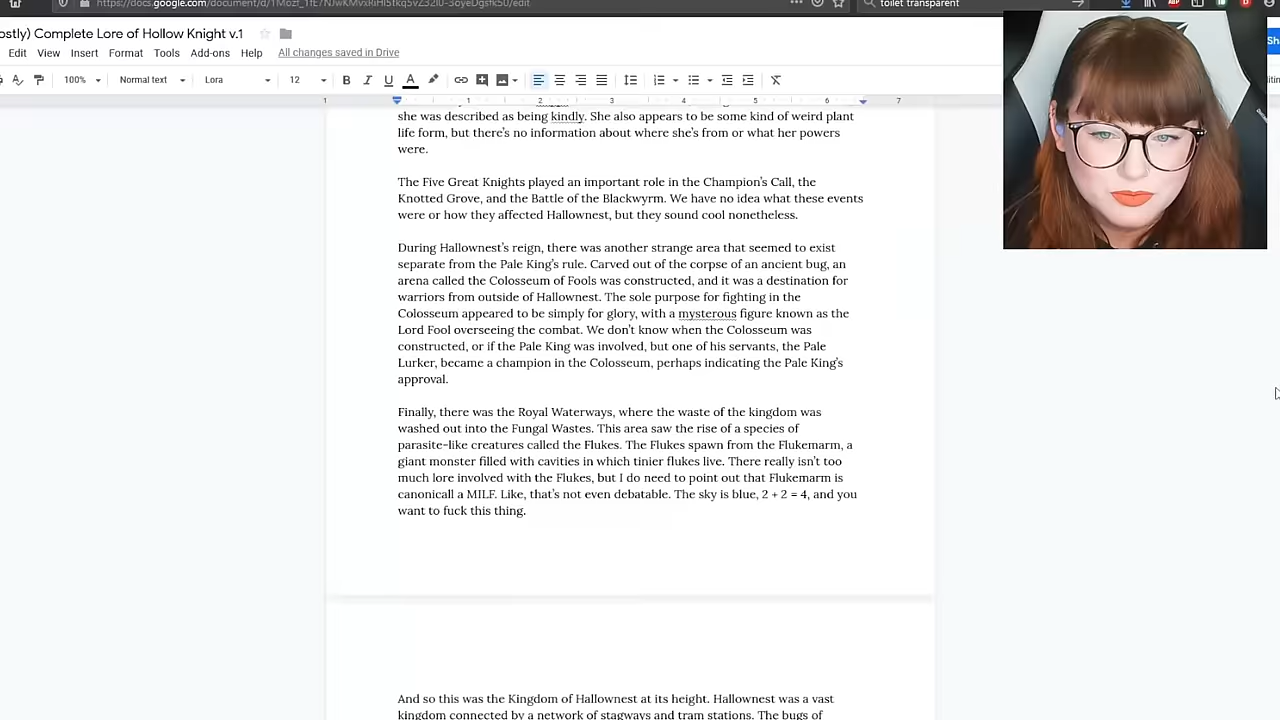 https://docs.google.com/document/d/
toilet transparent
ostly) Complete Lore of Hollow Knight v.1
Edit View Insert Format Tools Add-ons Help All changes saved in Drive
100% Normal text Lora 12 B I U A
1 1 2 3 4 5 6 7
she was described as being kindly. She also appears to be some kind of weird plant
life form, but there's no information about where she's from or what her powers
were.
The Five Great Knights played an important role in the Champion's Call, the
Knotted Grove, and the Battle of the Blackwyrm. We have no idea what these events
were or how they affected Hallownest, but they sound cool nonetheless.
During Hallownest's reign, there was another strange area that seemed to exist
separate from the Pale King's rule. Carved out of the corpse of an ancient bug, an
arena called the Colosseum of Fools was constructed, and it was a destination for
warriors from outside of Hallownest. The sole purpose for fighting in the
Colosseum appeared to be simply for glory, with a mysterous figure known as the
Lord Fool overseeing the combat. We don't know when the Colosseum was
constructed, or if the Pale King was involved, but one of his servants, the Pale
Lurker, became a champion in the Colosseum, perhaps indicating the Pale King's
approval.
Finally, there was the Royal Waterways, where the waste of the kingdom was
washed out into the Fungal Wastes. This area saw the rise of a species of
parasite-like creatures called the Flukes. The Flukes spawn from the Flukemarm, a
giant monster filled with cavities in which tinier flukes live. There really isn't too
much lore involved with the Flukes, but I do need to point out that Flukemarm is
canonicall a MILF. Like, that's not even debatable. The sky is blue, 2 + 2 = 4, and you
want to fuck this thing.
And so this was the Kingdom of Hallownest at its height. Hallownest was a vast
kingdom connected by a network of stagways and tram stations. The bugs of